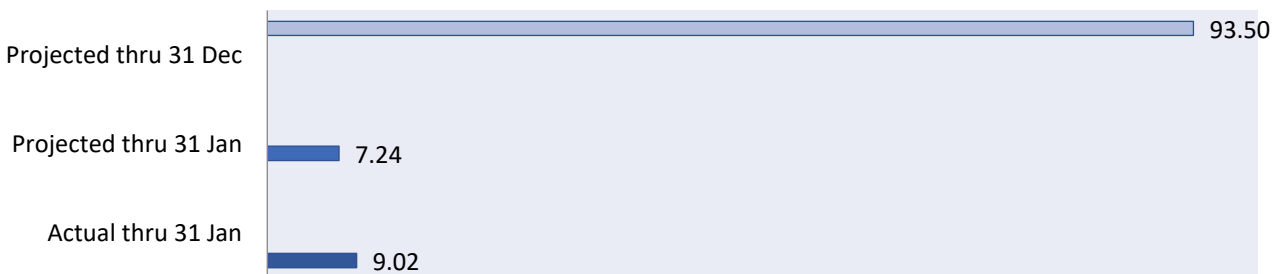 93.50
Projected thru 31 Dec
Projected thru 31 Jan
7.24
Actual thru 31 Jan
9.02